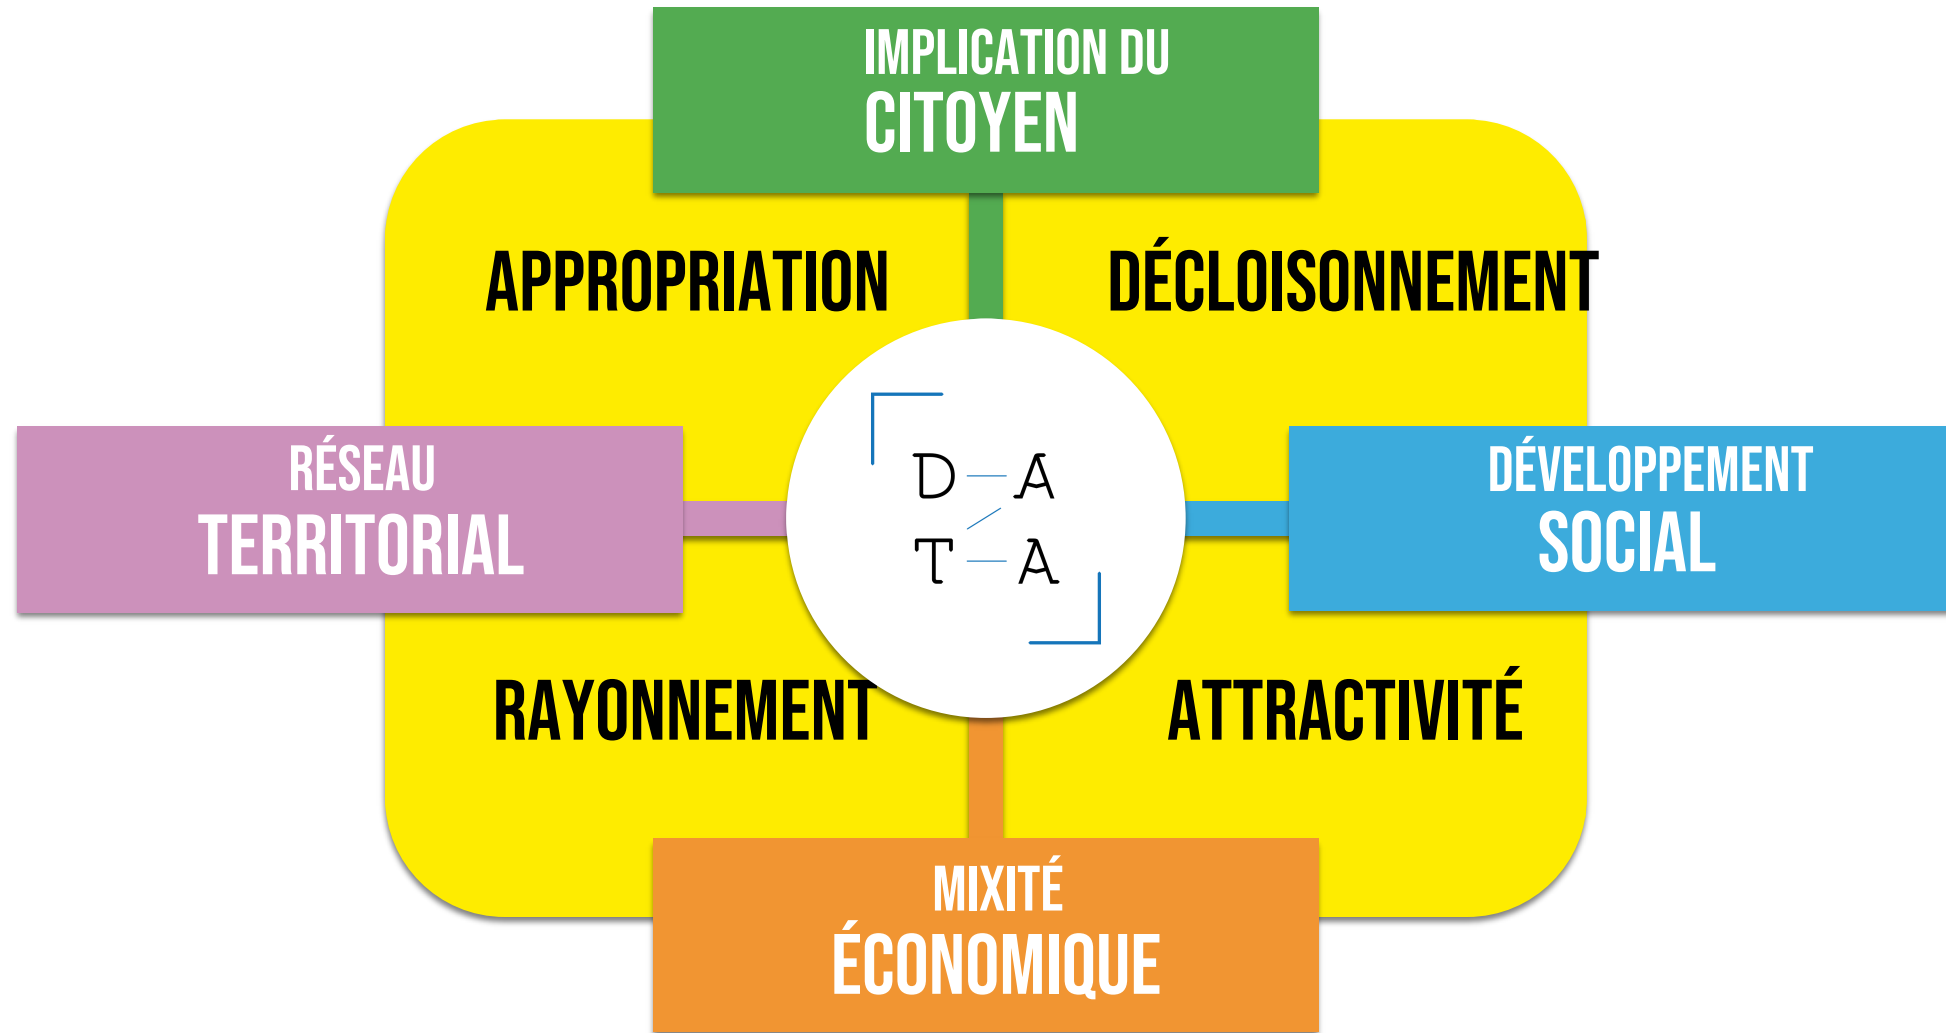 IMPLICATION DU
CITOYEN
APPROPRIATION
DÉCLOISONNEMENT
RÉSEAU
TERRITORIAL
D A
T A
DÉVELOPPEMENT
SOCIAL
RAYONNEMENT
ATTRACTIVITÉ
MIXITÉ
ÉCONOMIQUE